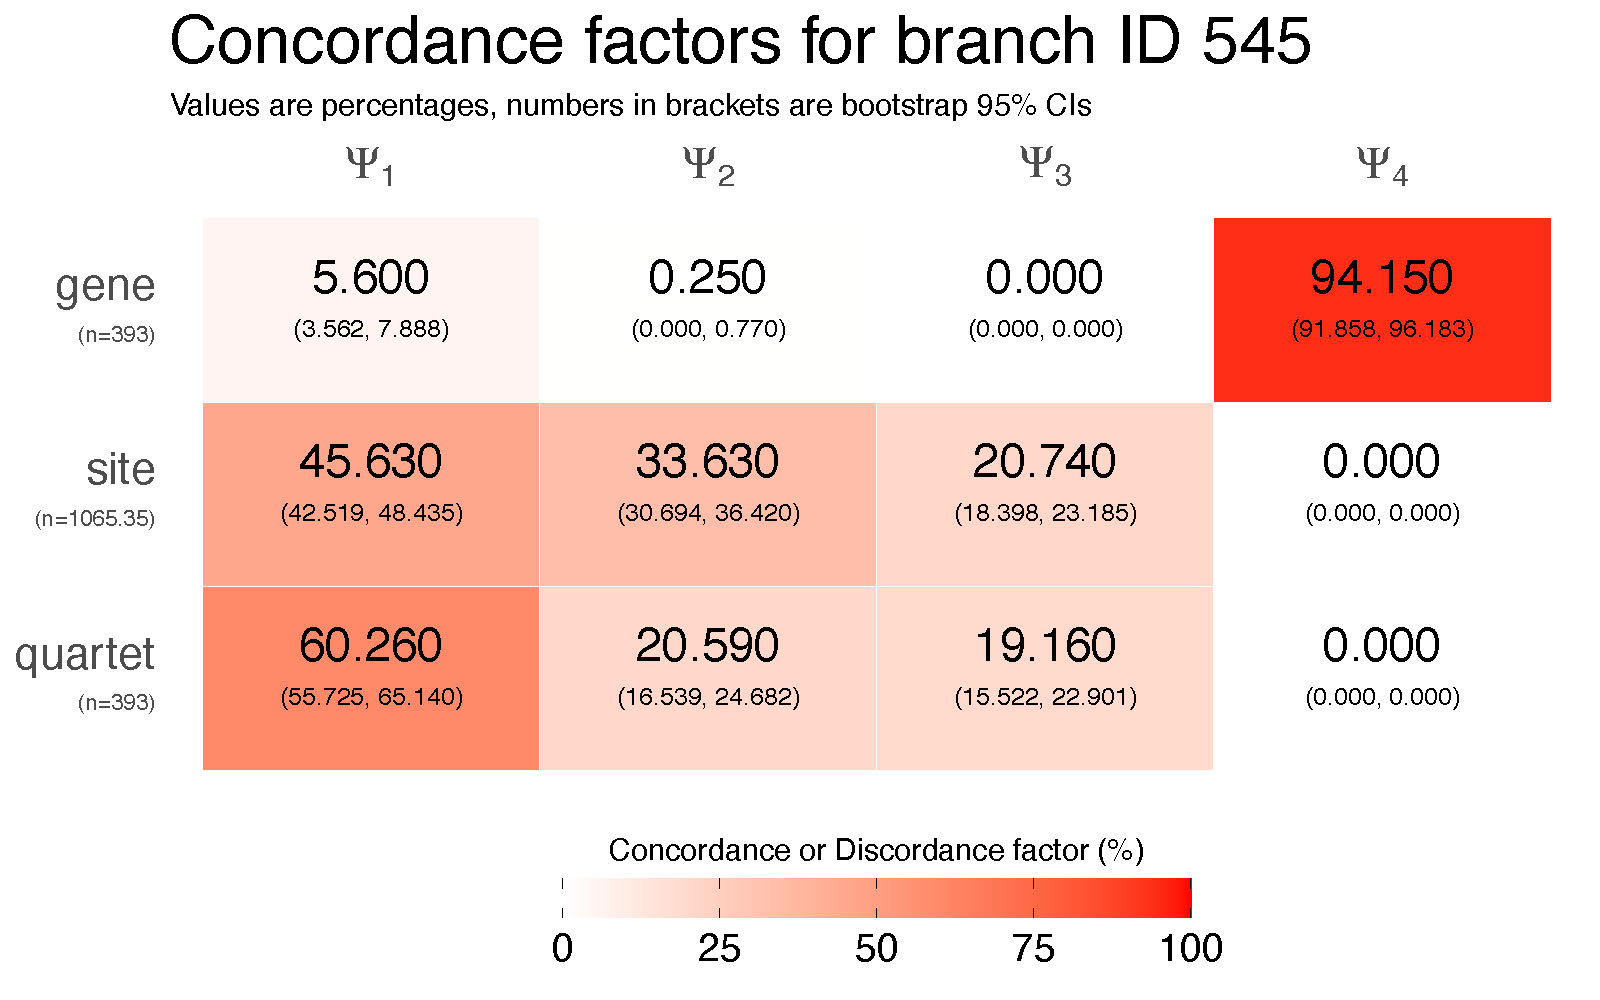 Concordance factors for branch ID 545
Values are percentages, numbers in brackets are bootstrap 95% CIs
Ψ1 Ψ2 Ψ3 Ψ4
gene 5.600 0.250 0.000 94.150
(n=393) (3.562, 7.888) (0.000, 0.770) (0.000, 0.000) (91.858, 96.183)
site 45.630 33.630 20.740 0.000
(n=1065.35) (42.519, 48.435) (30.694, 36.420) (18.398, 23.185) (0.000, 0.000)
quartet 60.260 20.590 19.160 0.000
(n=393) (55.725, 65.140) (16.539, 24.682) (15.522, 22.901) (0.000, 0.000)
Concordance or Discordance factor (%)
0 25 50 75 100